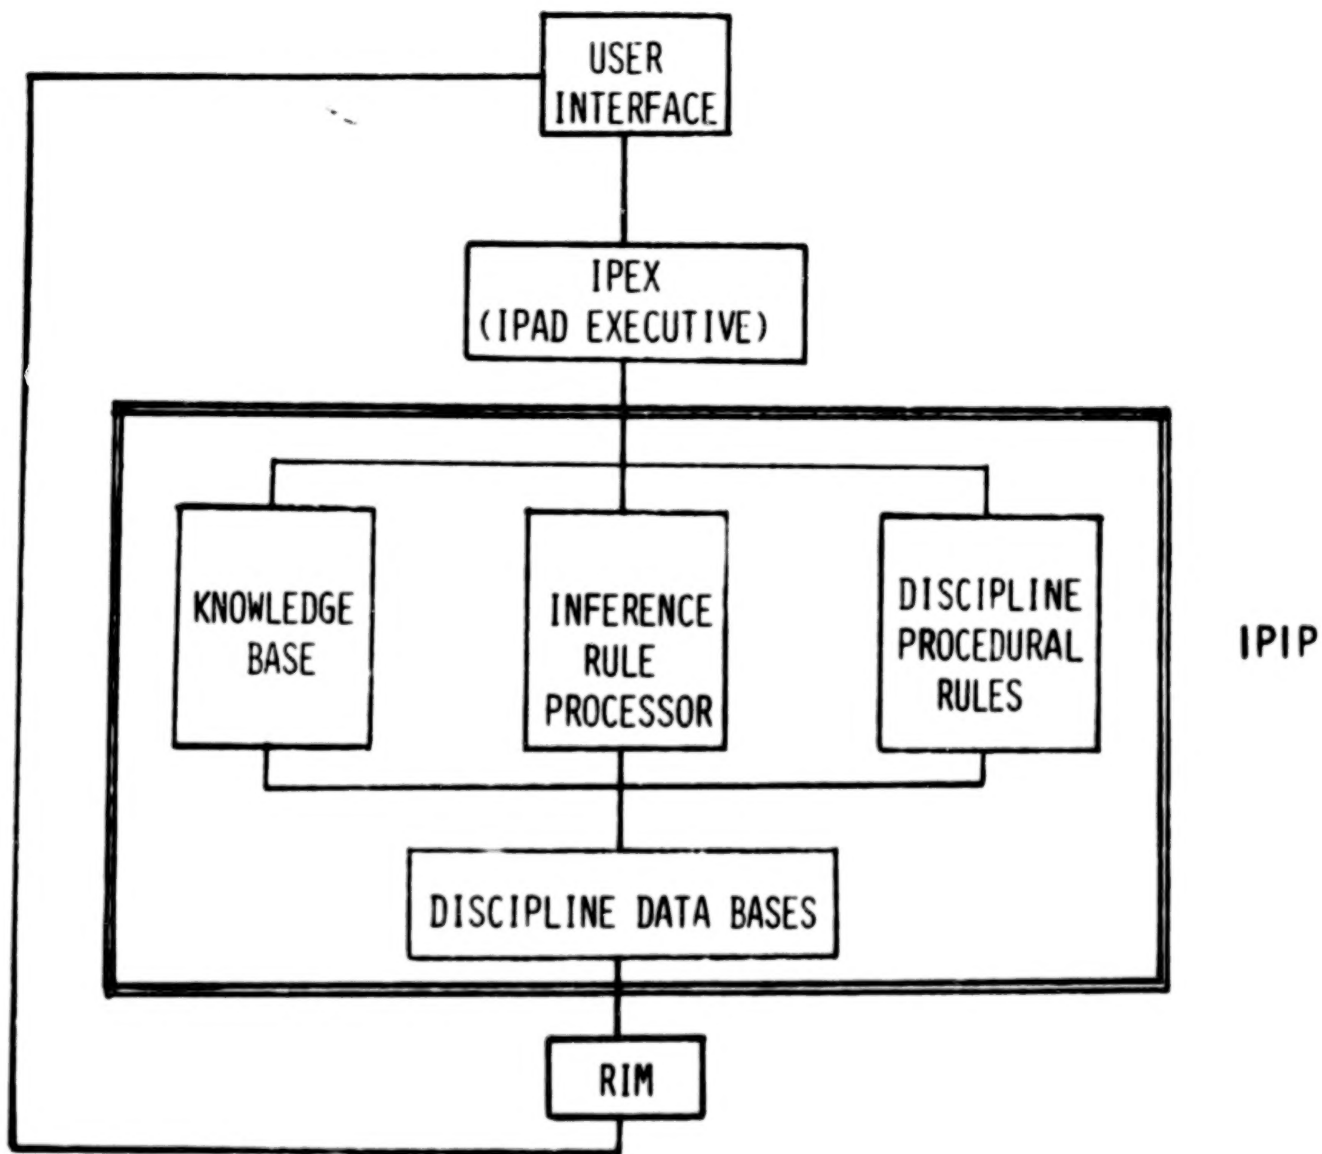 USER
INTERFACE
IPEX
(IPAD EXECUTIVE)
KNOWLEDGE
BASE
INFERENCE
RULE
PROCESSOR
DISCIPLINE
PROCEDURAL
RULES
IPIP
DISCIPLINE DATA BASES
RIM